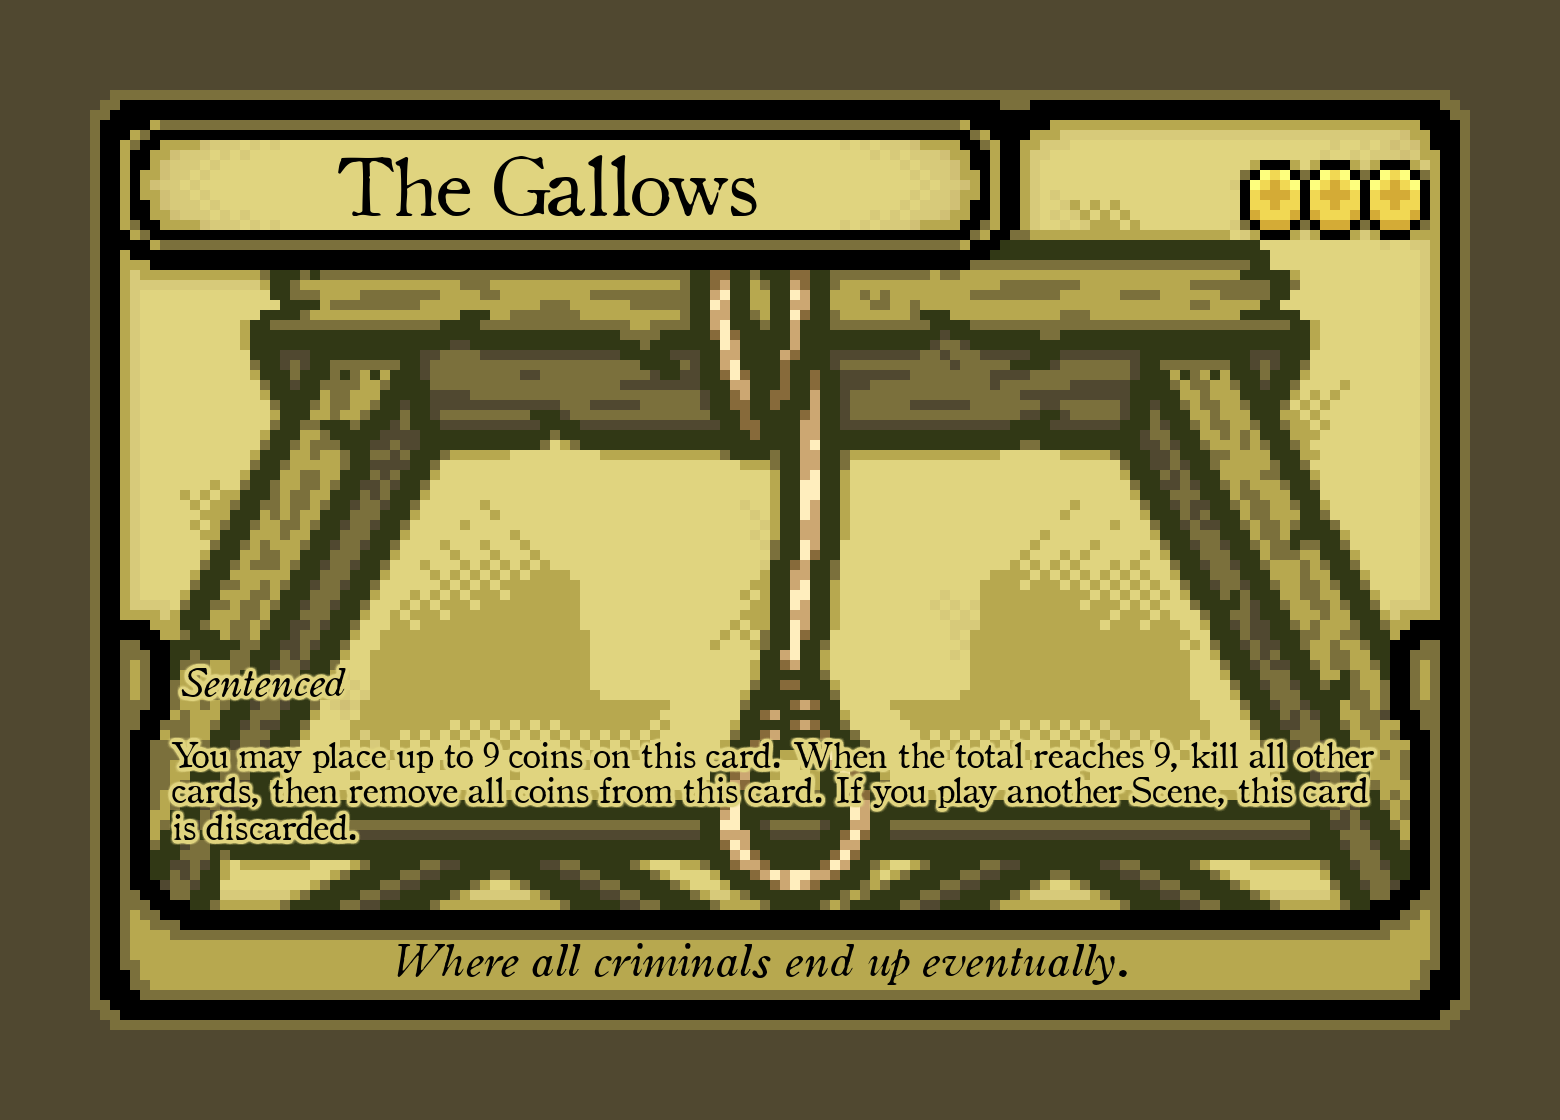 The Gallows
Sentenced
You may place up to 9 coins on this card. When the total reaches 9, kill all other
cards, then remove all coins from this card. If you play another Scene, this card
is discarded.
Where all criminals end up eventually.